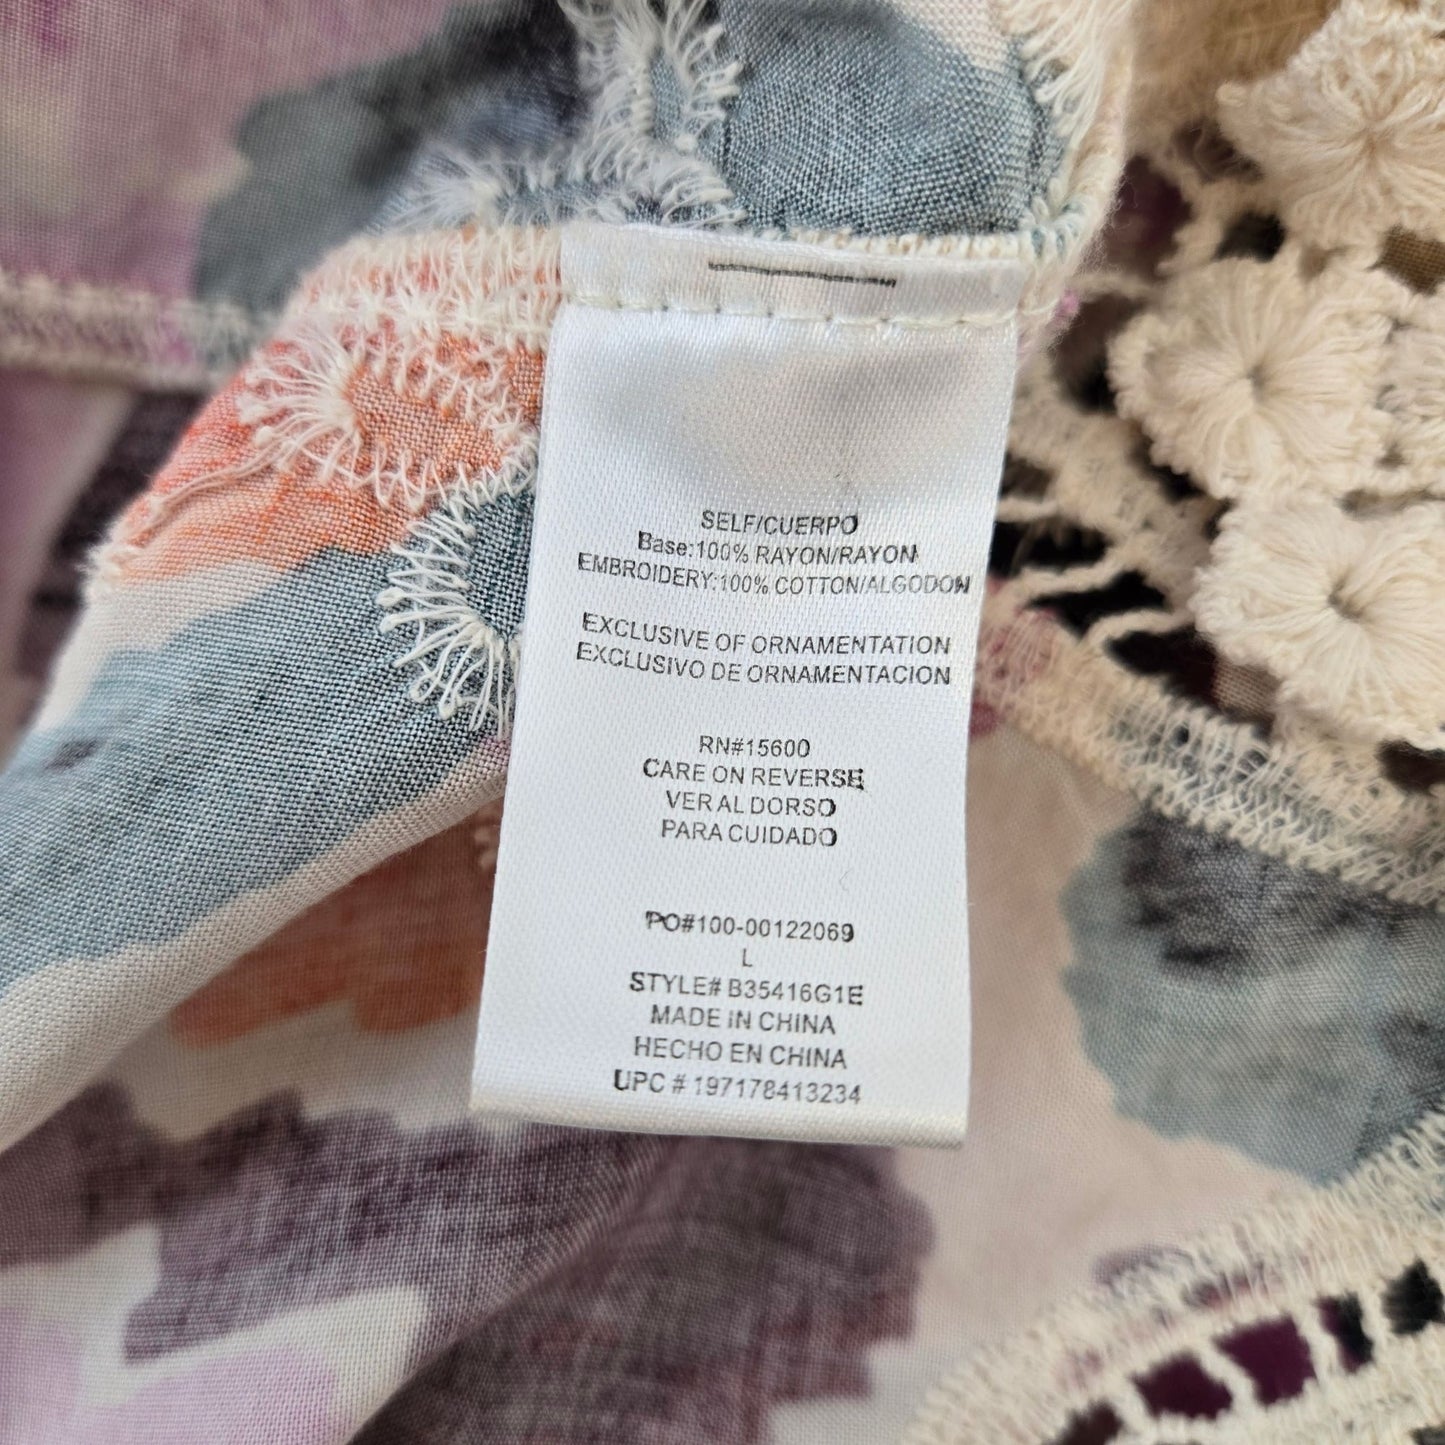 SELF/CUERPO
Base:100% RAYON/RAYON
EMBROIDERY:100% COTTON/ALGODON
EXCLUSIVE OF ORNAMENTATION
EXCLUSIVO DE ORNAMENTACION
RN#15600
CARE ON REVERSE
VER AL DORSO
PARA CUIDADO
PO#100-00122069
L
STYLE# B35416G1E
MADE IN CHINA
HECHO EN CHINA
UPC # 197178413234